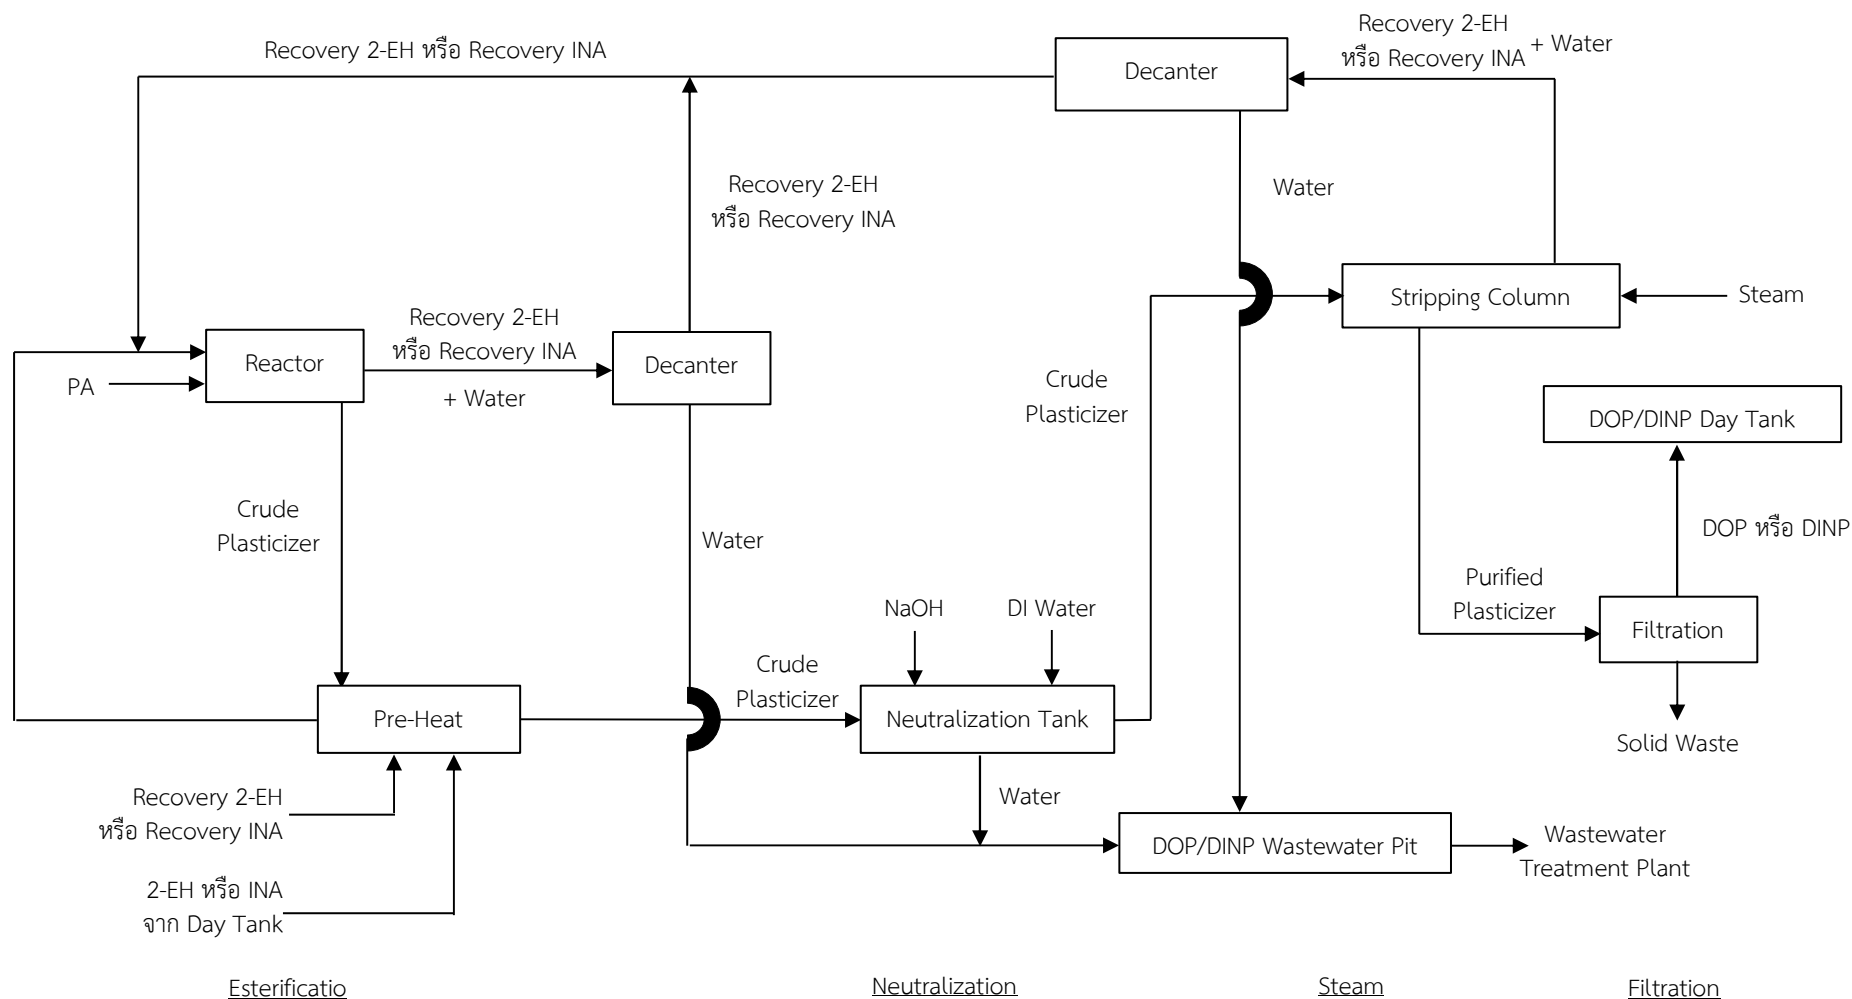 Recovery 2-EH
หรือ Recovery INA
+ Water
Recovery 2-EH หรือ Recovery INA
Decanter
Recovery 2-EH
หรือ Recovery INA
Water
Stripping Column
Steam
Recovery 2-EH
หรือ Recovery INA
+ Water
Reactor
Decanter
PA
Crude
Plasticizer
DOP/DINP Day Tank
Crude
Plasticizer
Water
DOP หรือ DINP
Purified
Plasticizer
NaOH
DI Water
Filtration
Crude
Plasticizer
Pre-Heat
Neutralization Tank
Solid Waste
Recovery 2-EH
หรือ Recovery INA
Water
DOP/DINP Wastewater Pit
Wastewater
Treatment Plant
2-EH หรือ INA
จาก Day Tank
Esterificatio
Neutralization
Steam
Filtration